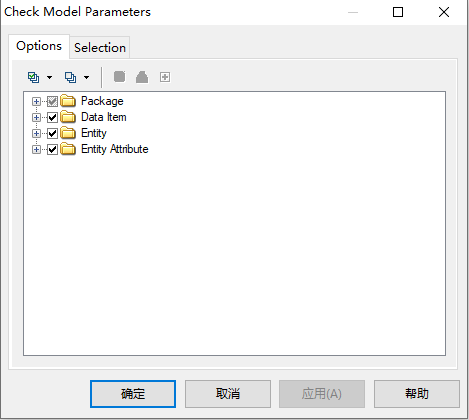 Check Model Parameters
Options
Selection
Package
Data Item
Entity
Entity Attribute
确定
取消
应用(A)
帮助